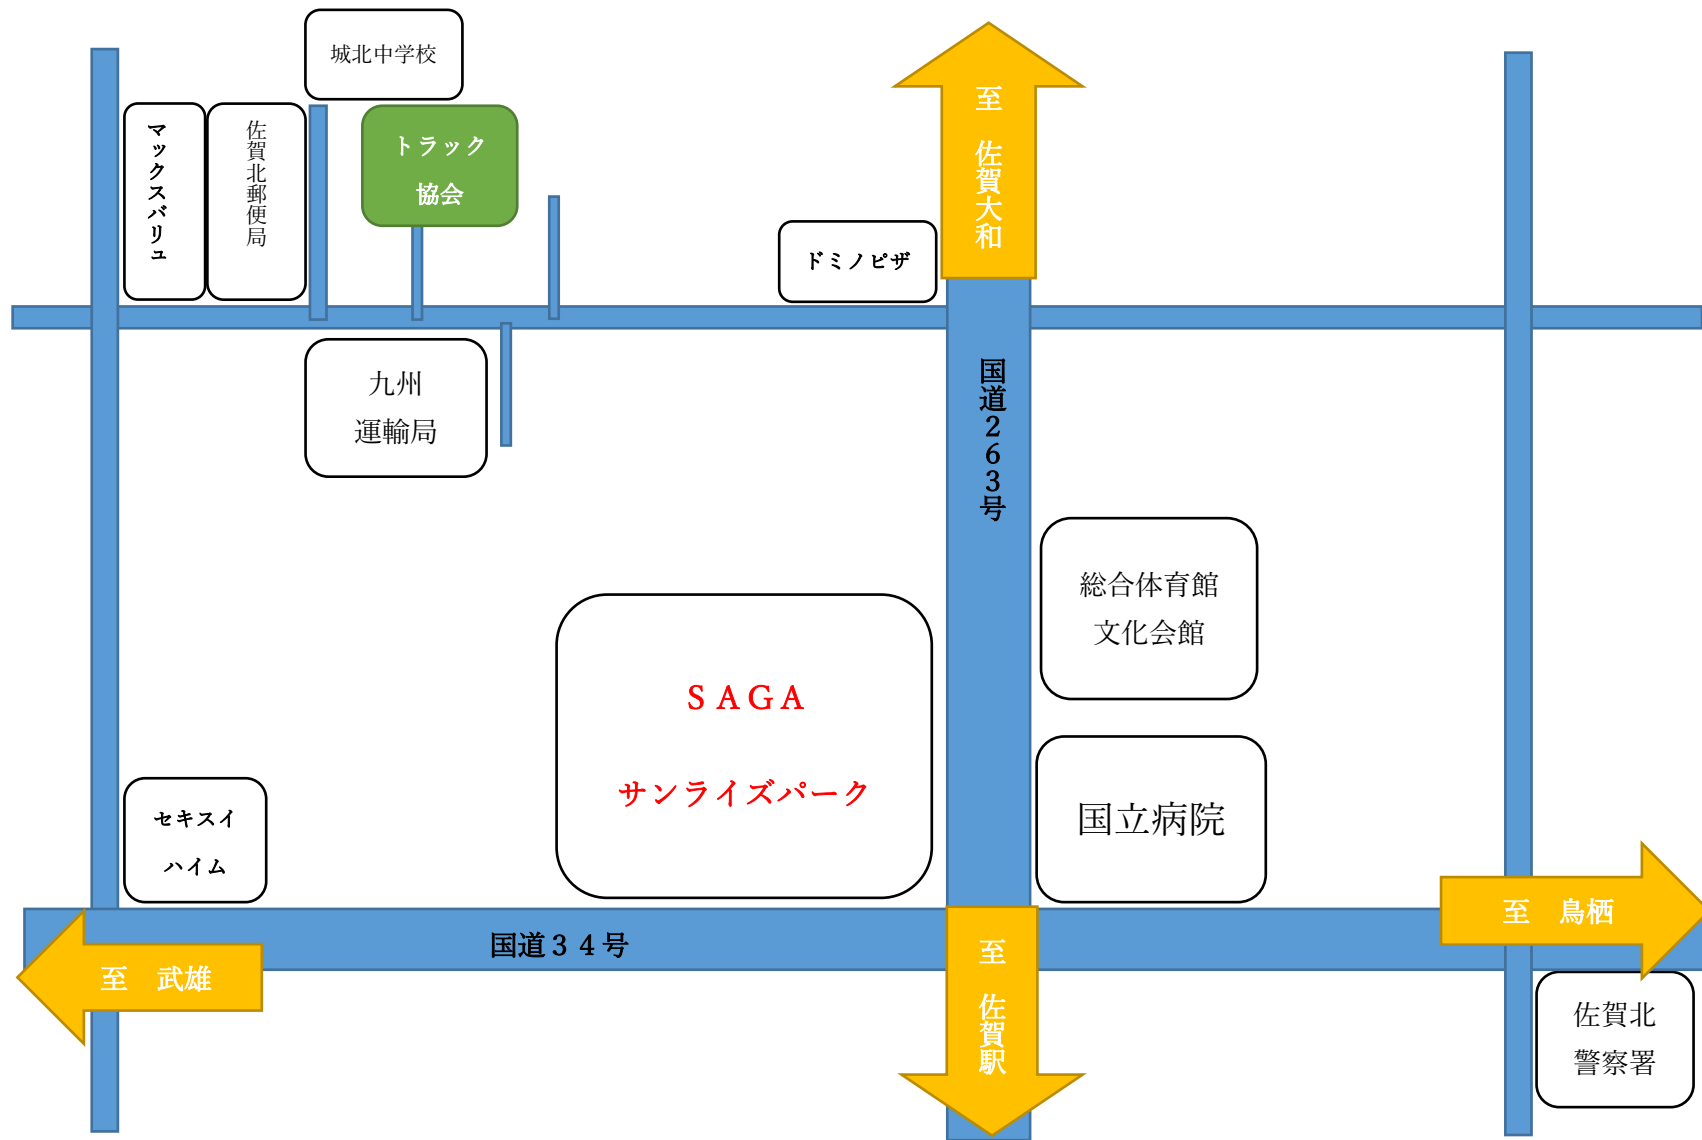 城北中学校
マックスバリュ
佐賀北郵便局
トラック
協会
至　佐賀大和
ドミノピザ
九州
運輸局
国道２６３号
総合体育館
文化会館
ＳＡＧＡ
サンライズパーク
国立病院
セキスイ
ハイム
至　鳥栖
国道３４号
至　武雄
至　佐賀駅
佐賀北
警察署